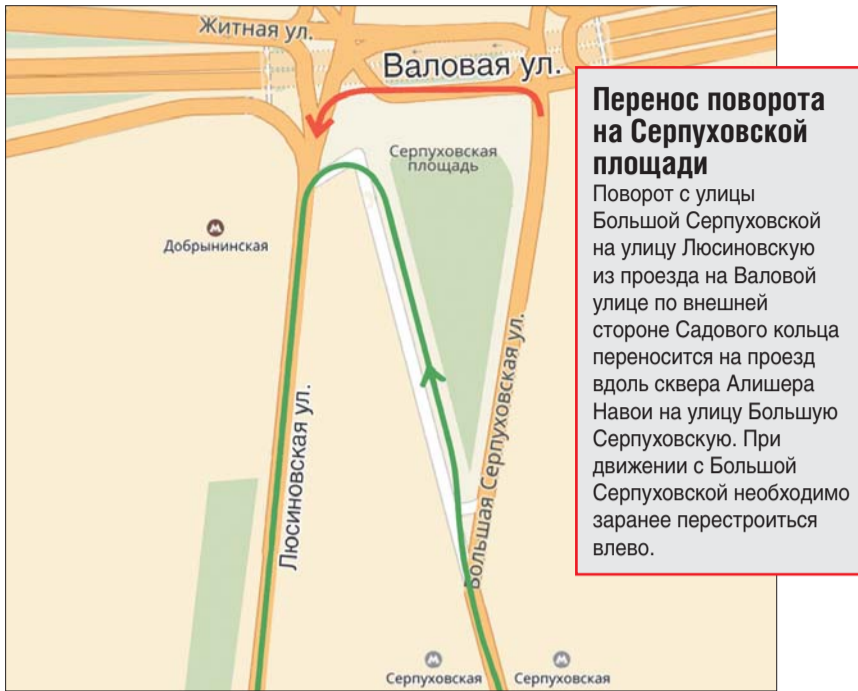 Житная ул.
Валовая ул.
Серпуховская
площадь
Добрынинская
Люсиновская ул.
Большая Серпуховская ул.
Серпуховская
Серпуховская
Перенос поворота
на Серпуховской
площади
Поворот с улицы
Большой Серпуховской
на улицу Люсиновскую
из проезда на Валовой
улице по внешней
стороне Садового кольца
переносится на проезд
вдоль сквера Алишера
Навои на улицу Большую
Серпуховскую. При
движении с Большой
Серпуховской необходимо
заранее перестроиться
влево.